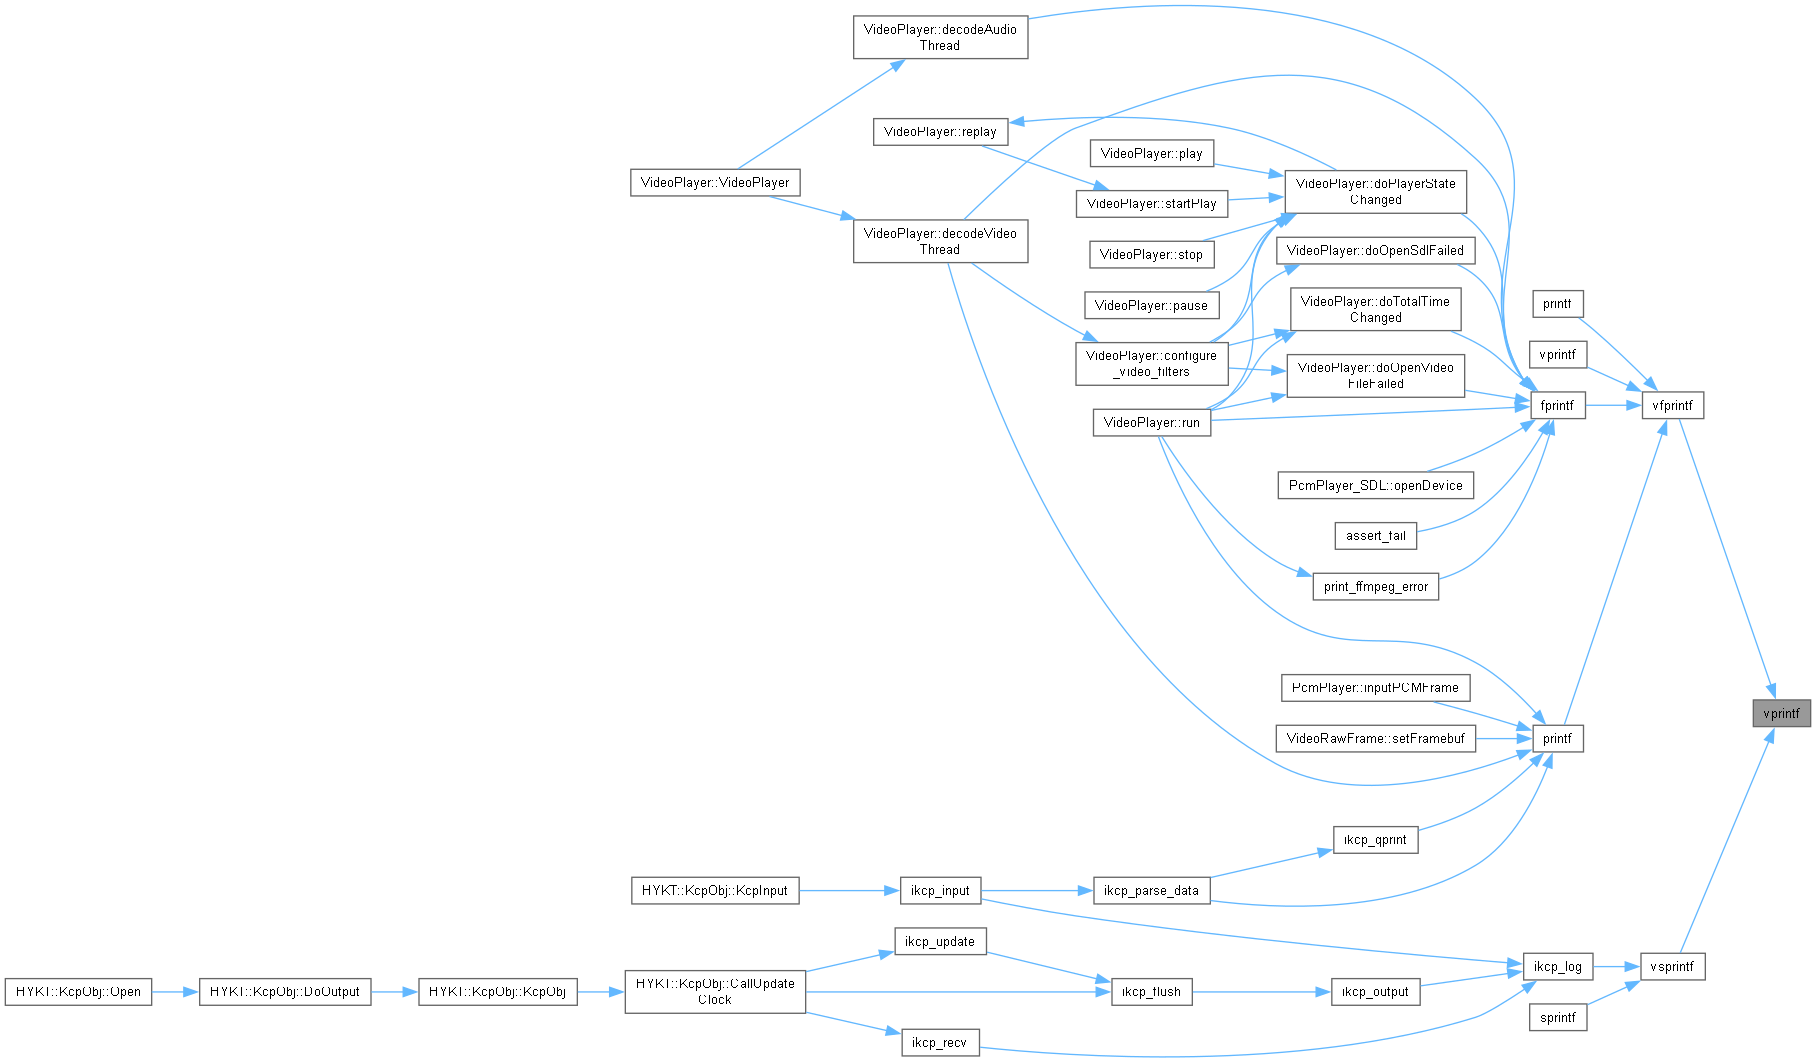 VideoPlayer::decodeAudio
Thread
VideoPlayer::replay
VideoPlayer::play
VideoPlayer::VideoPlayer
VideoPlayer::doPlayerState
Changed
VideoPlayer::startPlay
VideoPlayer::decodeVideo
Thread
VideoPlayer::stop
VideoPlayer::doOpenSdlFailed
VideoPlayer::pause
VideoPlayer::doTotalTime
Changed
printf
VideoPlayer::configure
_video_filters
vprintf
VideoPlayer::doOpenVideo
FileFailed
fprintf
vfprintf
VideoPlayer::run
PcmPlayer_SDL::openDevice
assert_fail
print_ffmpeg_error
PcmPlayer::inputPCMFrame
vprintf
VideoRawFrame::setFramebuf
printf
ikcp_qprint
HYKT::KcpObj::KcpInput
ikcp_input
ikcp_parse_data
ikcp_update
ikcp_log
vsprintf
HYKT::KcpObj::Open
HYKT::KcpObj::DoOutput
HYKT::KcpObj::KcpObj
HYKT::KcpObj::CallUpdate
Clock
ikcp_flush
ikcp_output
sprintf
ikcp_recv